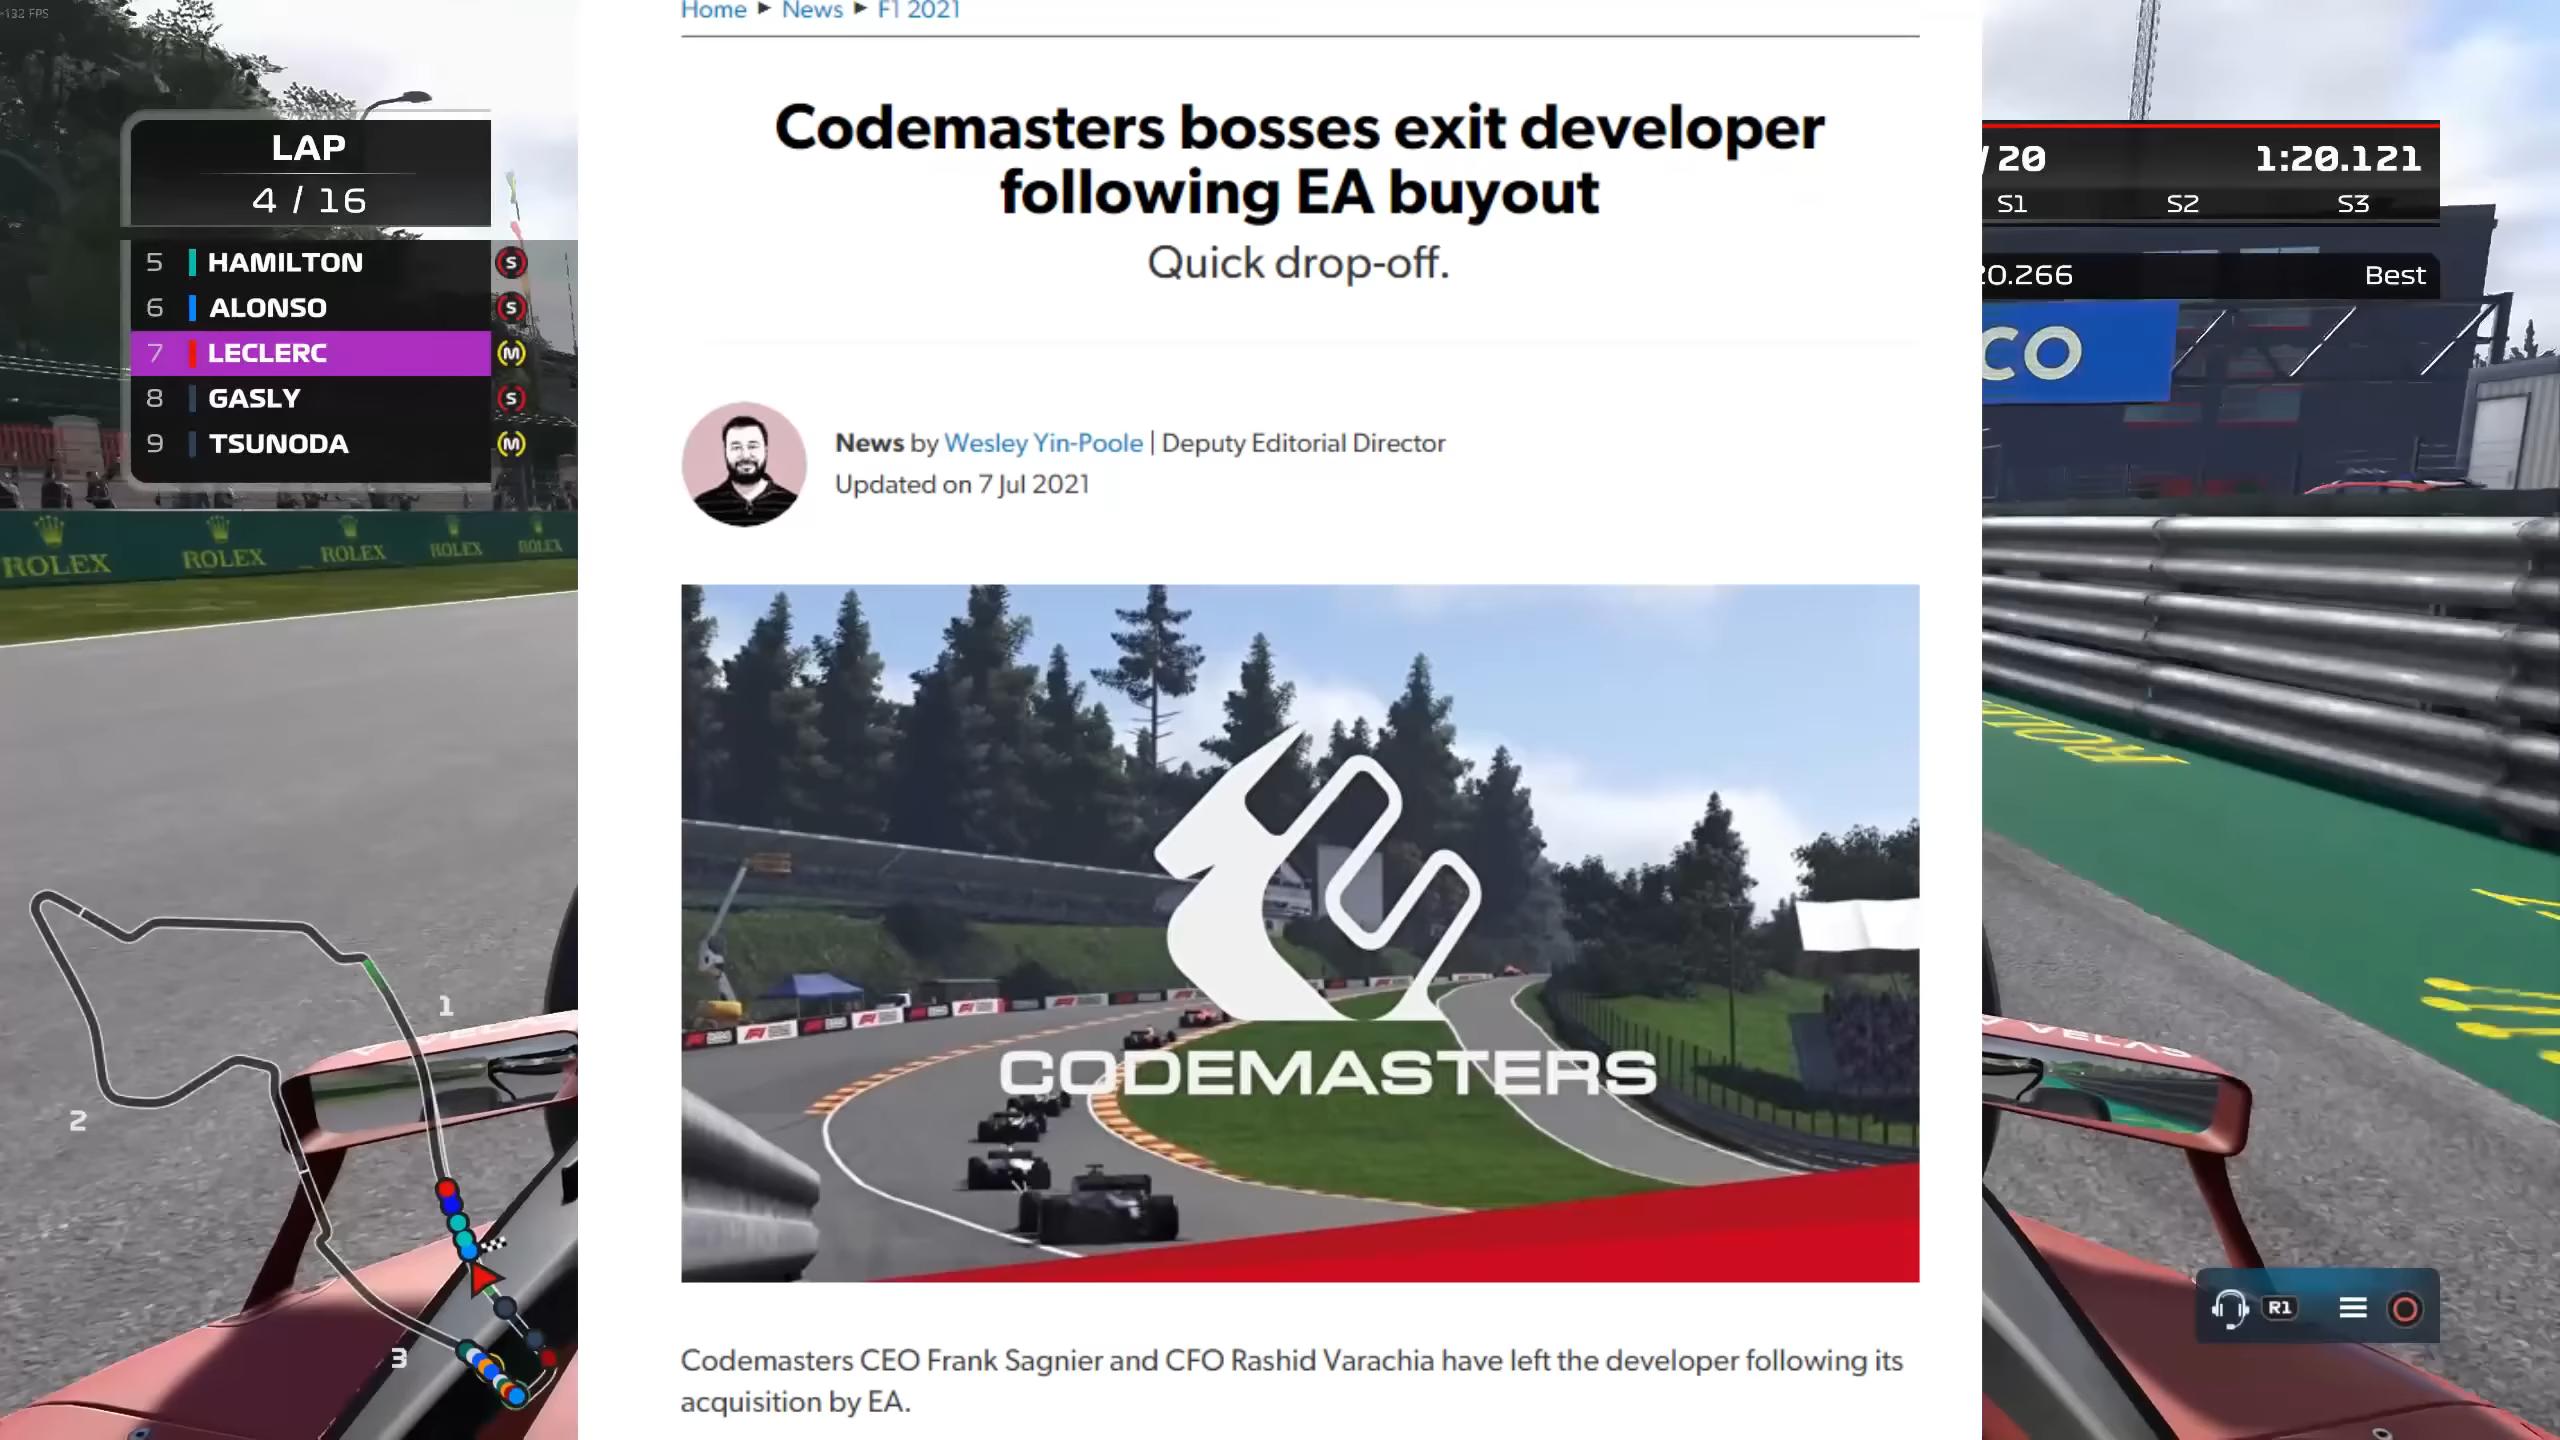 -132 FPS
LAP
4 / 16
5 HAMILTON S
6 ALONSO S
7 LECLERC M
8 GASLY S
9 TSUNODA M
ROLEX ROLEX ROLEX ROLEX ROLEX
1
2
3
Home ► News ► F1 2021
Codemasters bosses exit developer
following EA buyout
Quick drop-off.
News by Wesley Yin-Poole | Deputy Editorial Director
Updated on 7 Jul 2021
CODEMASTERS
Codemasters CEO Frank Sagnier and CFO Rashid Varachia have left the developer following its
acquisition by EA.
/ 20 1:20.121
S1 S2 S3
20.266 Best
CO
VELAS
R1